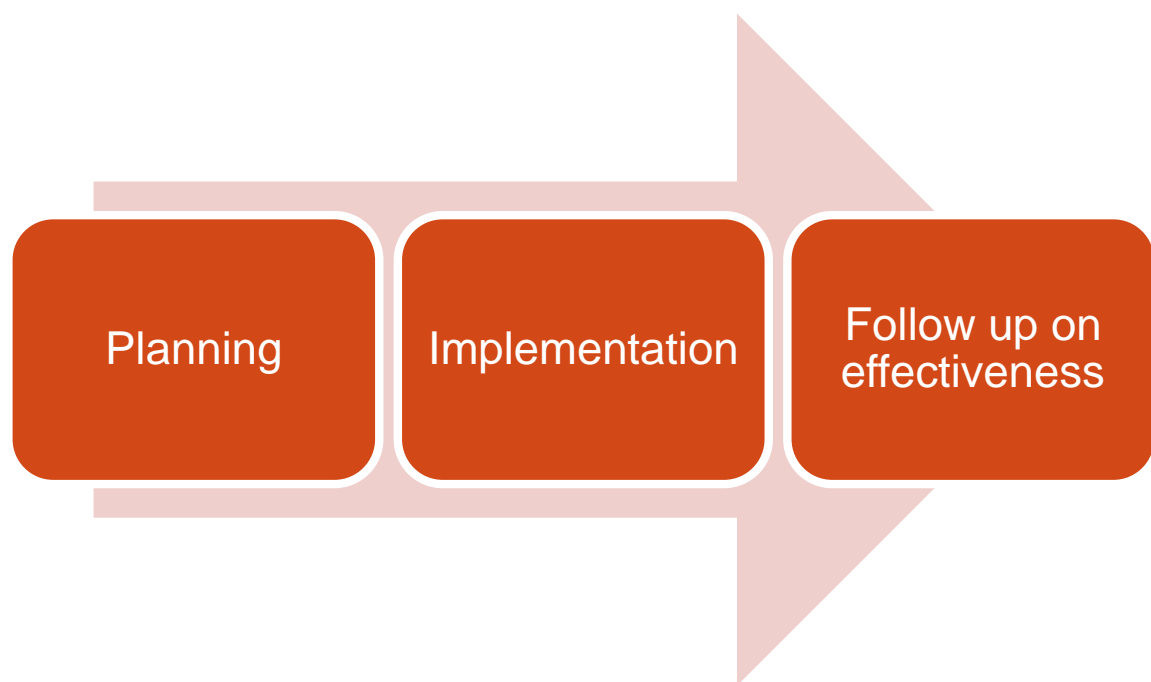 Planning
Implementation
Follow up on
effectiveness